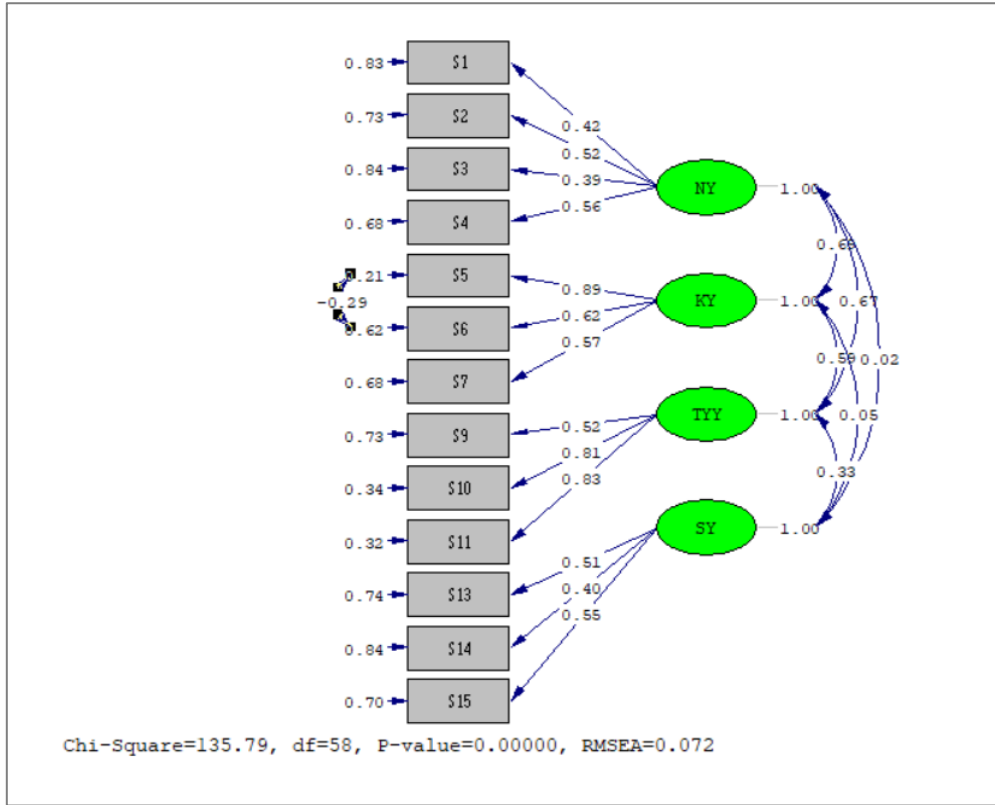 0.83 S1
0.73 S2
0.42
0.52
0.84 S3
0.39
NY 1.00
0.68 S4
0.56
0.21 S5
0.89
-0.29
KY 1.00
0.67
0.62 S6
0.62
0.57
0.59 0.02
0.68 S7
0.73 S9
0.52
TYY 1.00
0.05
0.81
0.34 S10
0.83
0.33
0.32 S11
SY 1.00
0.51
0.74 S13
0.40
0.55
0.84 S14
0.70 S15
Chi-Square=135.79, df=58, P-value=0.00000, RMSEA=0.072